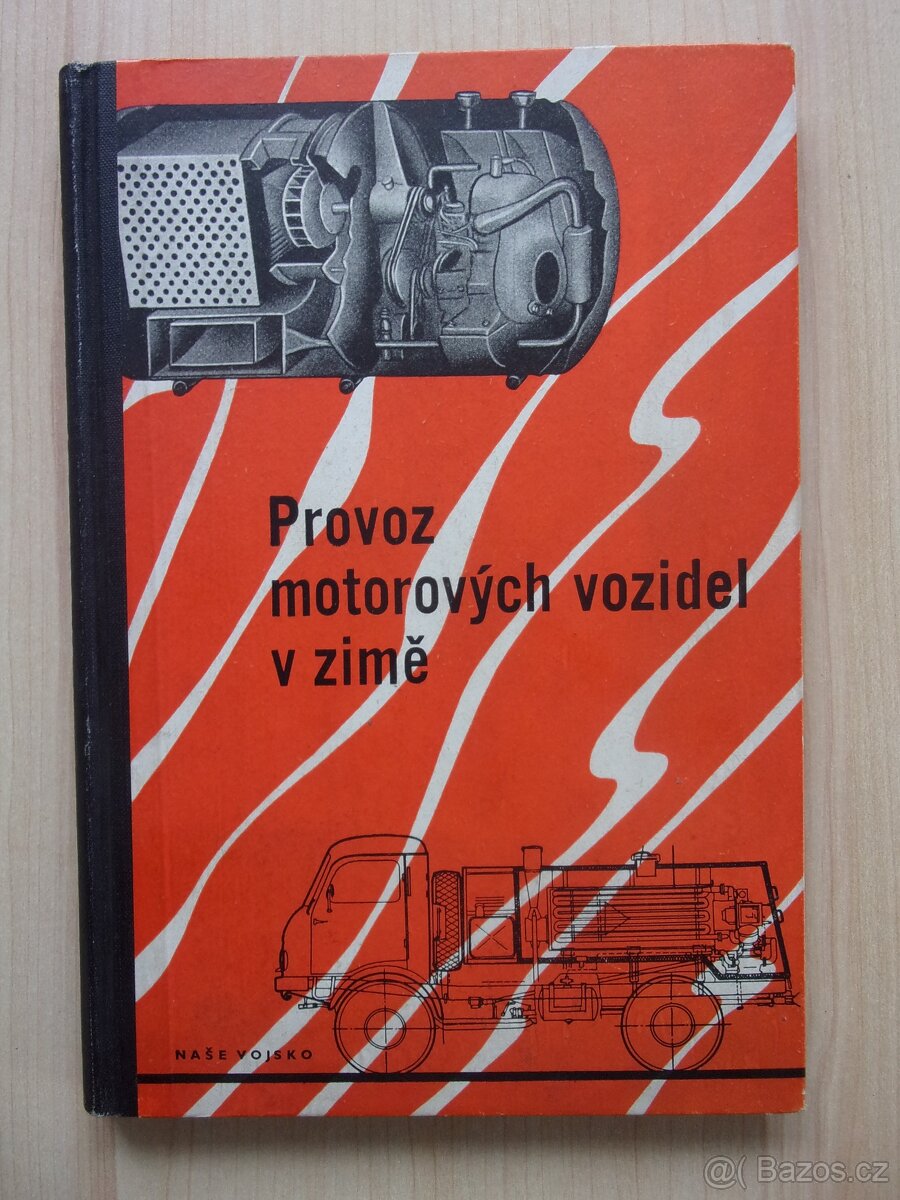 Provoz
motorových vozidel
v zimě
NAŠE VOJSKO
@( Bazos.cz